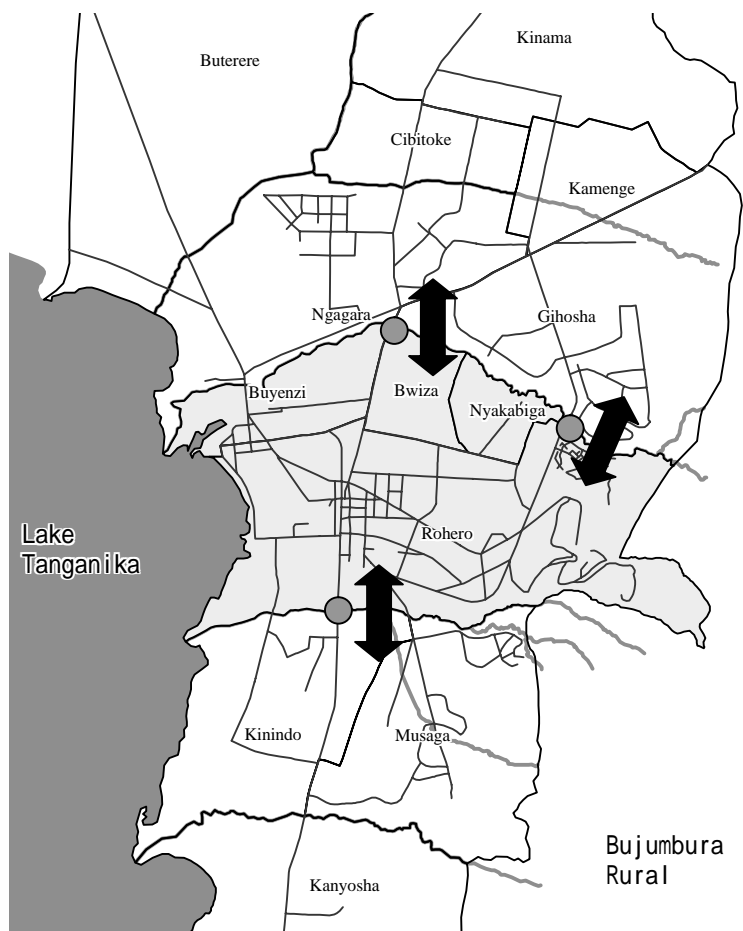 Kinama
Buterere
Cibitoke
Kamenge
Ngagara
Gihosha
Buyenzi
Bwiza
Nyakabiga
Lake
Tanganika
Rohero
Kinindo
Musaga
Bujumbura
Rural
Kanyosha